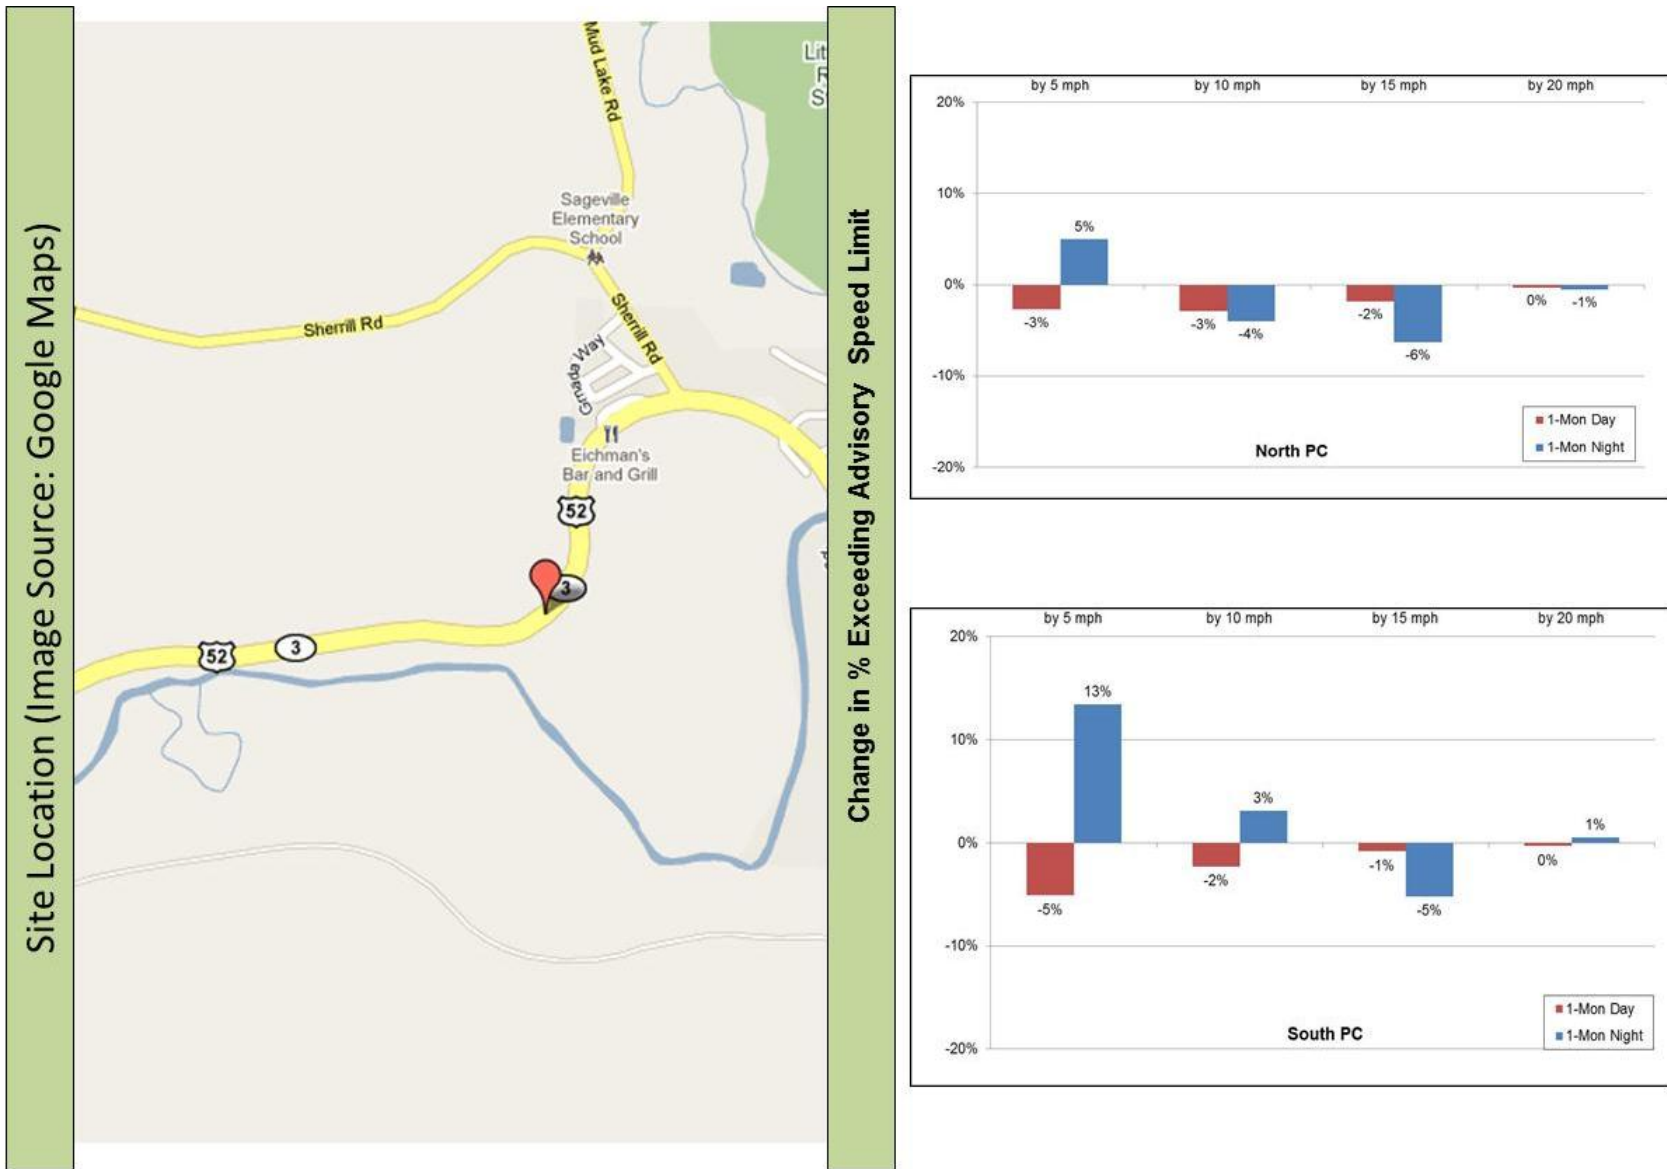 Site Location (Image Source: Google Maps)
Mud Lake Rd
Sageville
Elementary
School
Sherrill Rd
Sherrill Rd
Gmapa Way
Eichman's
Bar and Grill
52
3
52
3
Change in % Exceeding Advisory Speed Limit
by 5 mph
by 10 mph
by 15 mph
by 20 mph
20%
10%
0%
-10%
-20%
5%
-3%
-3%
-4%
-2%
-6%
0%
-1%
1-Mon Day
1-Mon Night
North PC
by 5 mph
by 10 mph
by 15 mph
by 20 mph
20%
10%
0%
-10%
-20%
13%
-5%
3%
-2%
-1%
-5%
0%
1%
1-Mon Day
1-Mon Night
South PC